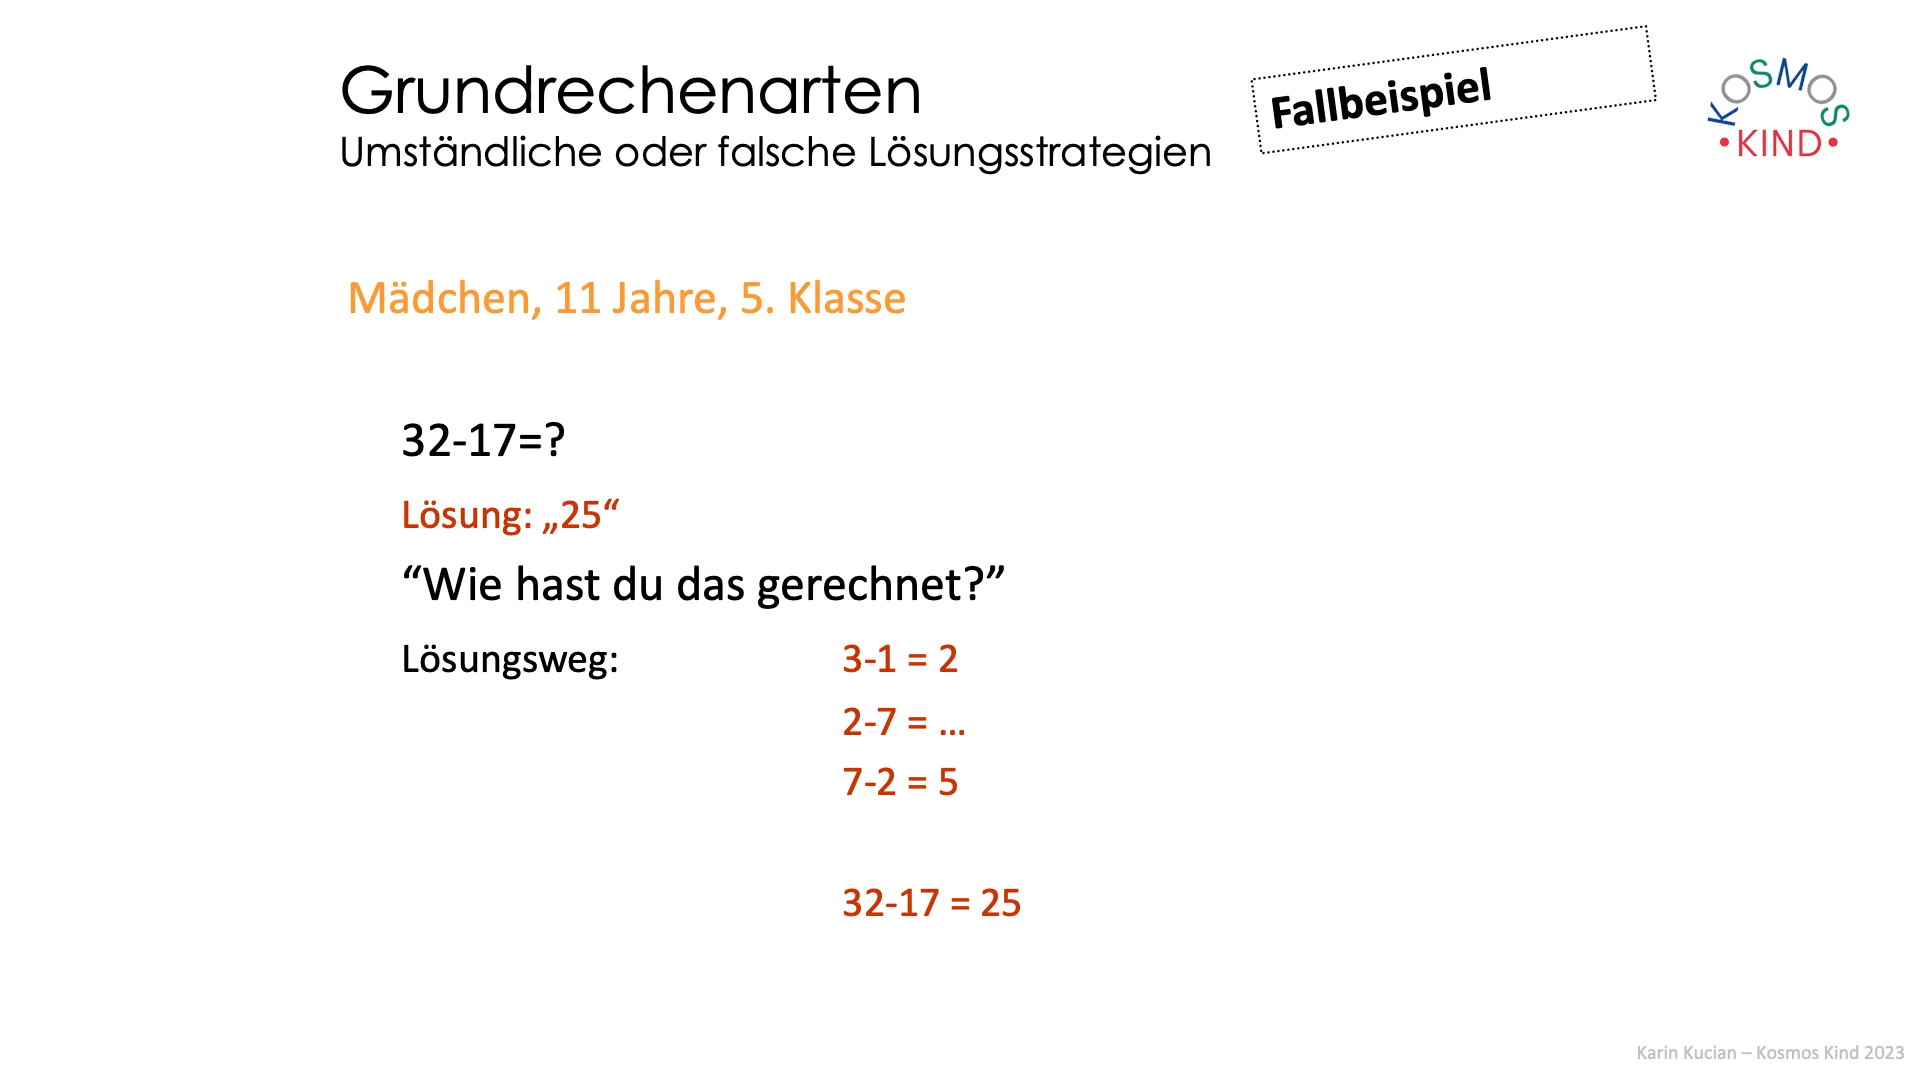 Grundrechenarten
Umständliche oder falsche Lösungsstrategien
Fallbeispiel
KOSMOS
•KIND•
Mädchen, 11 Jahre, 5. Klasse
32-17=?
Lösung: „25“
“Wie hast du das gerechnet?”
Lösungsweg: 3-1 = 2
2-7 = ...
7-2 = 5
32-17 = 25
Karin Kucian – Kosmos Kind 2023